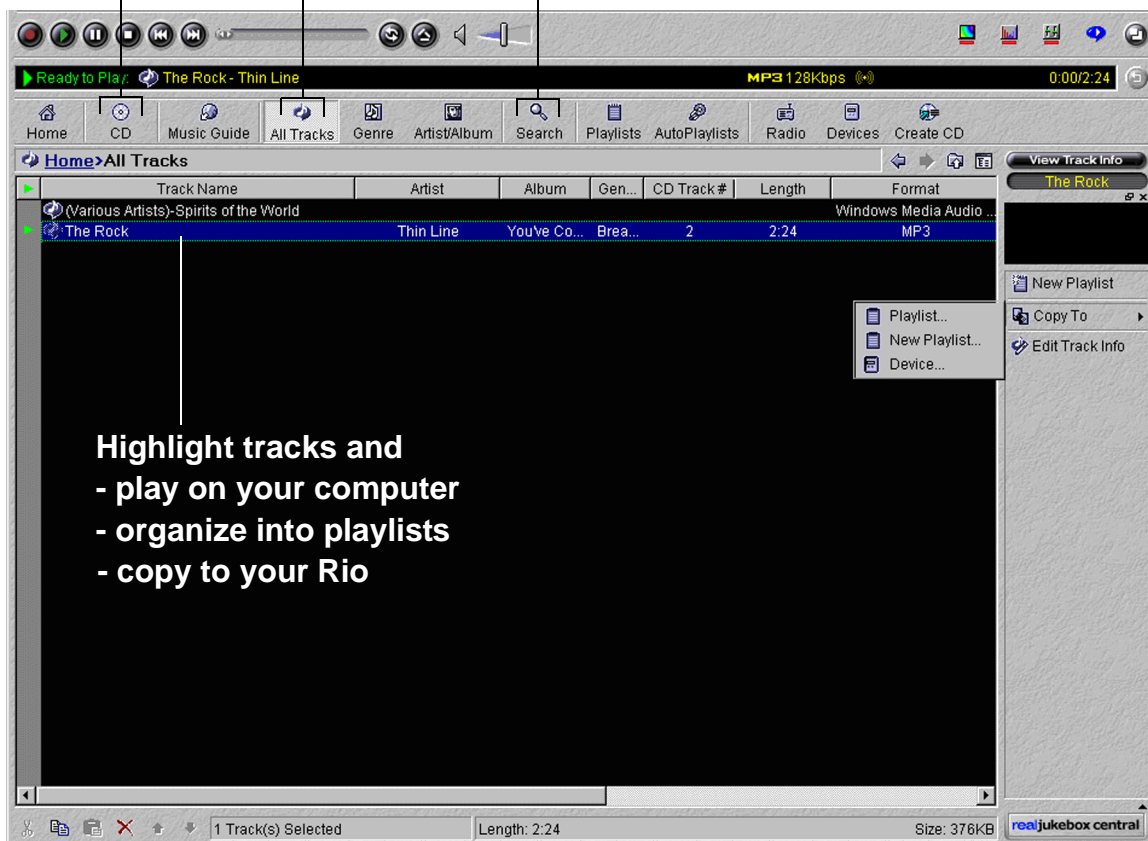 Ready to Play: The Rock - Thin Line MP3 128Kbps 0:00/2:24
Home CD Music Guide All Tracks Genre Artist/Album Search Playlists AutoPlaylists Radio Devices Create CD
Home>All Tracks
View Track Info
The Rock
Track Name Artist Album Gen... CD Track # Length Format
(Various Artists)-Spirits of the World Windows Media Audio ...
The Rock Thin Line You've Co... Brea... 2 2:24 MP3
New Playlist
Copy To
Edit Track Info
Playlist...
New Playlist...
Device...
Highlight tracks and
- play on your computer
- organize into playlists
- copy to your Rio
1 Track(s) Selected Length: 2:24 Size: 376KB
realjukebox central